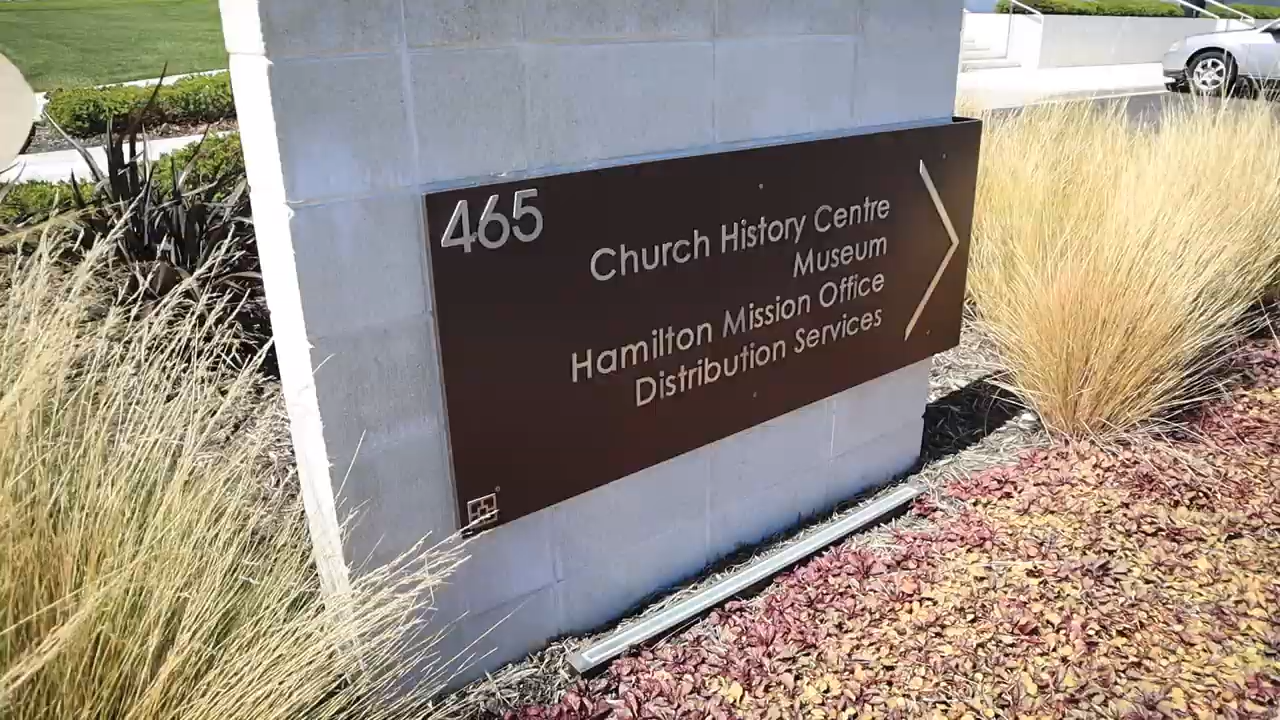 465
Church History Centre
Museum
Hamilton Mission Office
Distribution Services